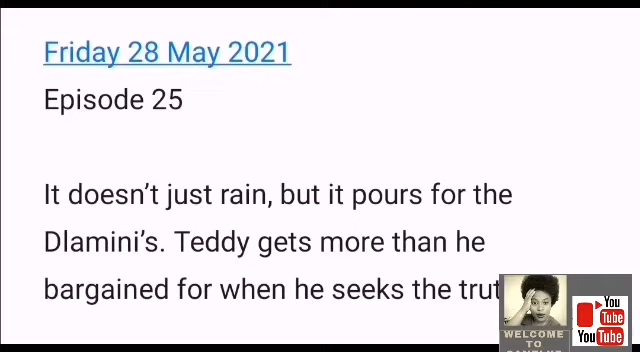 Friday 28 May 2021
Episode 25
It doesn't just rain, but it pours for the
Dlamini's. Teddy gets more than he
bargained for when he seeks the
WELCOME
TO
You
Tube
YouTube